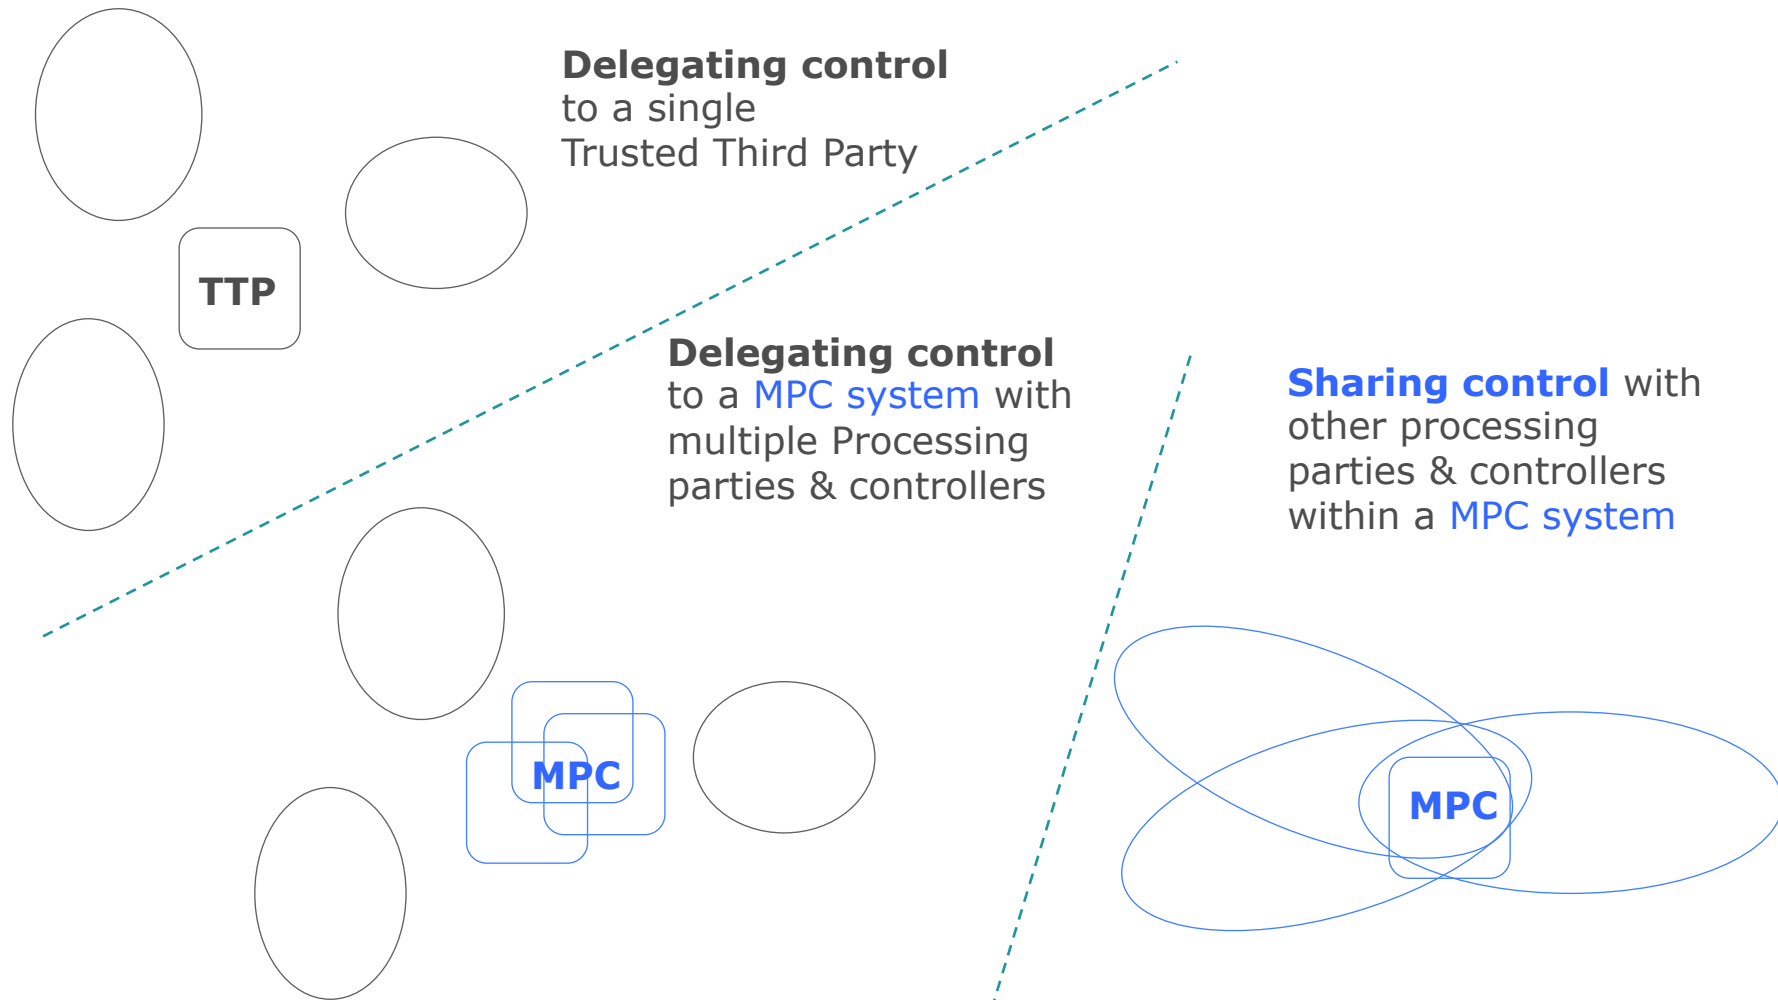 Delegating control
to a single
Trusted Third Party
TTP
Delegating control
to a MPC system with
multiple Processing
parties & controllers
MPC
Sharing control with
other processing
parties & controllers
within a MPC system
MPC